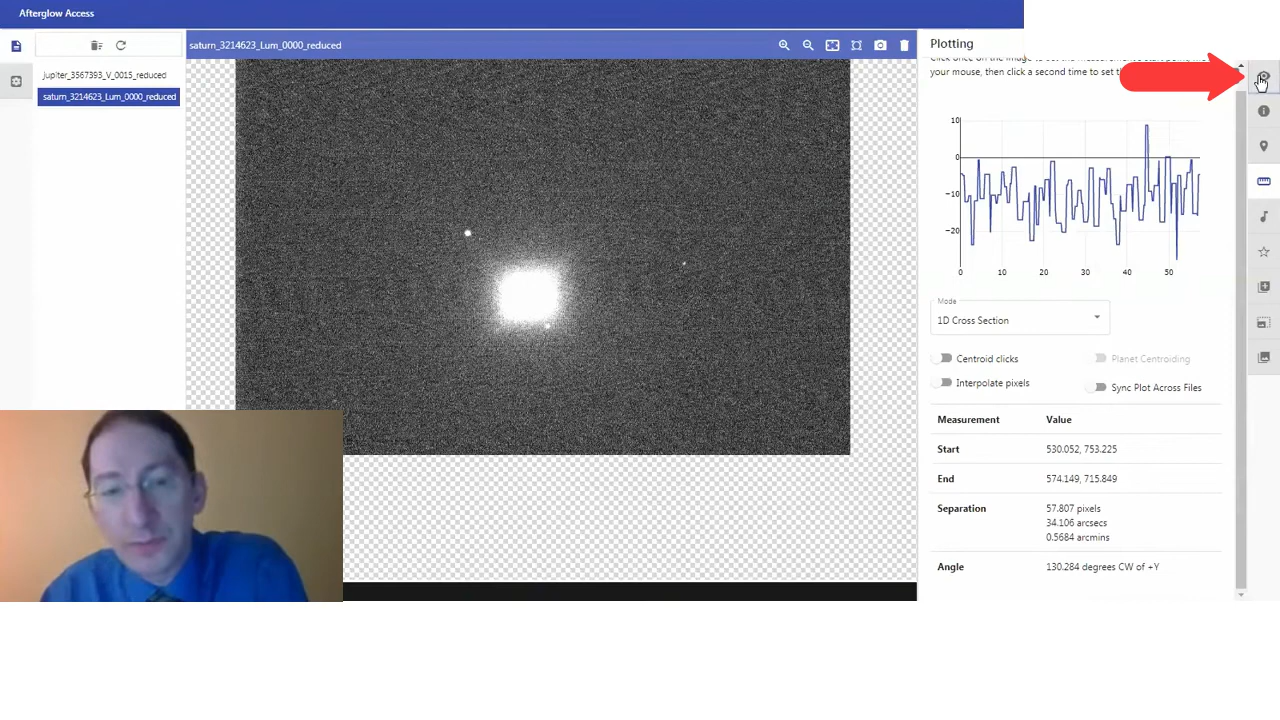 Afterglow Access
saturn_3214623_Lum_0000_reduced
jupiter_3567393_V_0015_reduced
saturn_3214623_Lum_0000_reduced
Plotting
your mouse, then click a second time to set t
10
0
−10
−20
0
10
20
30
40
50
Mode
1D Cross Section
Centroid clicks
Planet Centroiding
Interpolate pixels
Sync Plot Across Files
Measurement Value
Start 530.052, 753.225
End 574.149, 715.849
Separation 57.807 pixels
34.106 arcsecs
0.5684 arcmins
Angle 130.284 degrees CW of +Y